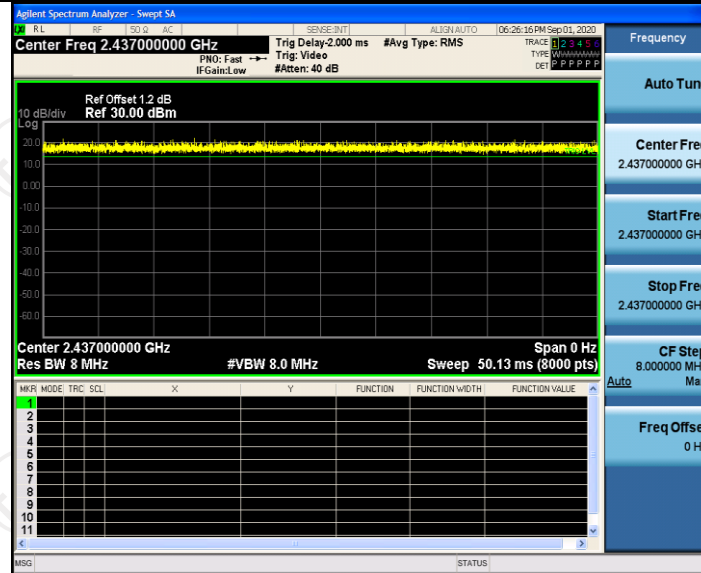 Agilent Spectrum Analyzer - Swept SA
RL RF 50 Ω AC SENSE:INT ALIGN AUTO 06:26:16 PM Sep 01, 2020
Center Freq 2.437000000 GHz
PNO: Fast
IFGain:Low
Trig Delay-2.000 ms
Trig: Video
#Atten: 40 dB
#Avg Type: RMS
TRACE 1 2 3 4 5 6
TYPE
DET P P P P P P
Ref Offset 1.2 dB
10 dB/div Ref 30.00 dBm
Log
20.0
10.0
0.00
-10.0
-20.0
-30.0
-40.0
-50.0
-60.0
Center 2.437000000 GHz Span 0 Hz
Res BW 8 MHz #VBW 8.0 MHz Sweep 50.13 ms (8000 pts)
MKR MODE TRC SCL X Y FUNCTION FUNCTION WIDTH FUNCTION VALUE
1
2
3
4
5
6
7
8
9
10
11
MSG STATUS
Frequency
Auto Tun
Center Fre
2.437000000 GH
Start Fre
2.437000000 GH
Stop Fre
2.437000000 GH
CF Ste
8.000000 MH
Auto Ma
Freq Offse
0 H